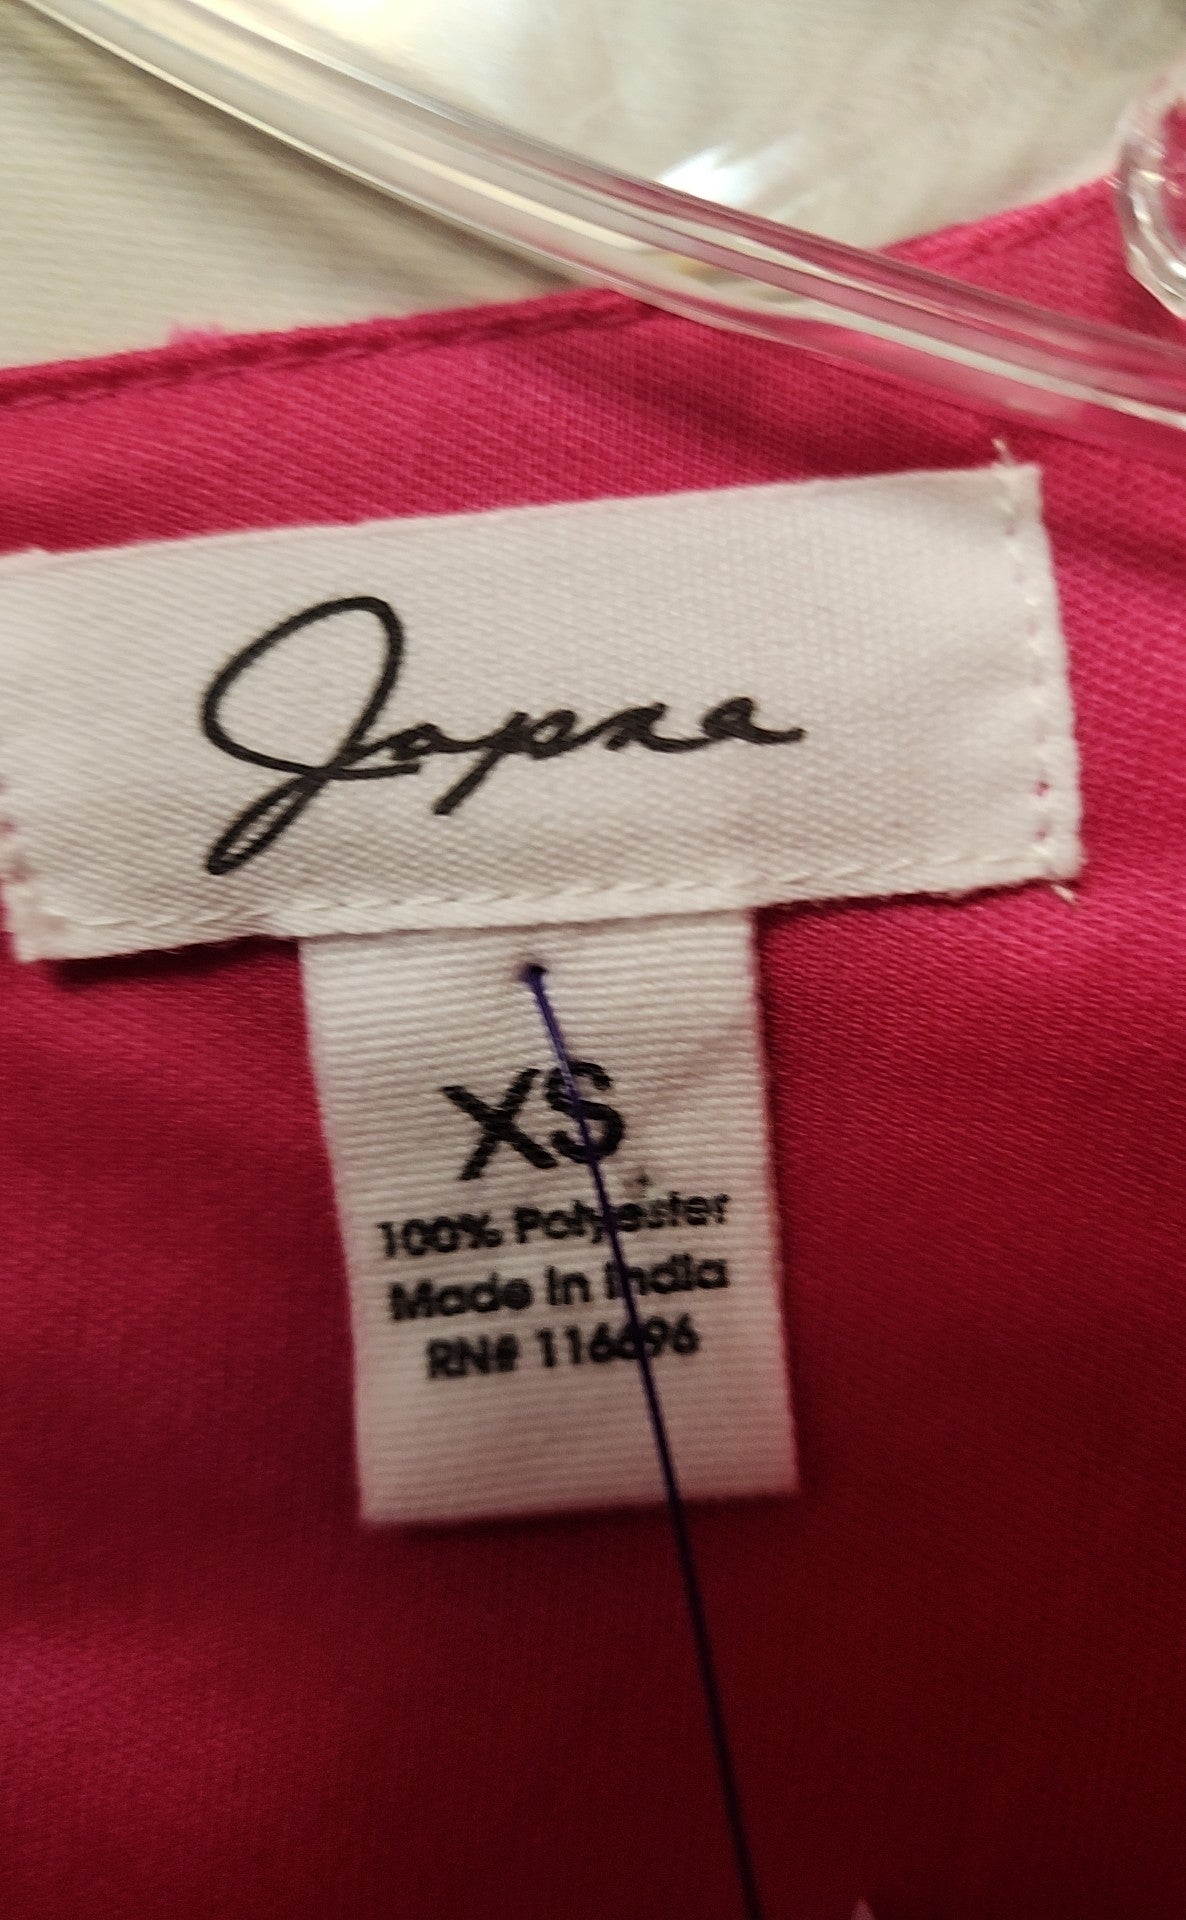 Japna
XS
100% Polyester
Made In India
RN# 116696